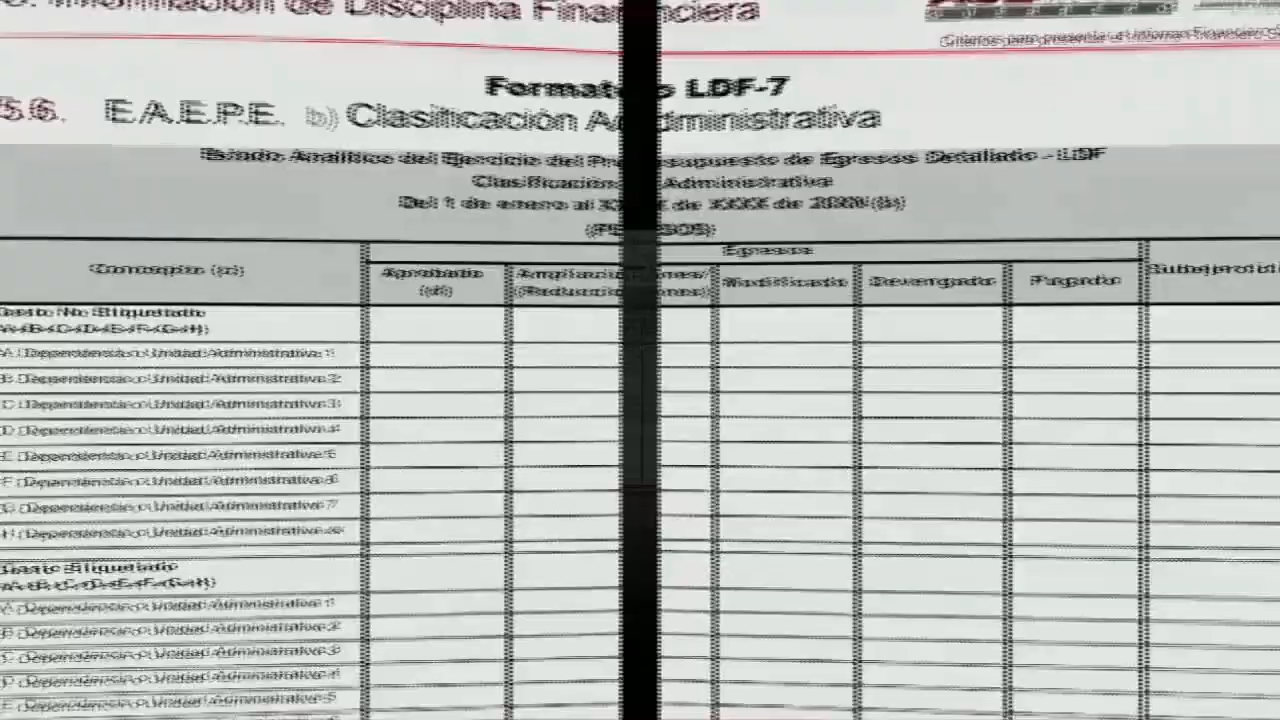 Información de Disciplina Financiera
Criterios para presentar el Informe Financiero
Formato LDF-7
5.6. E.A.E.P.E. b) Clasificación Administrativa
Estado Analítico del Ejercicio del Presupuesto de Egresos Detallado - LDF
Clasificación Administrativa
Del 1 de enero al XX de XXXX de
(PESOS)
Egresos
Concepto (c)
Aprobado (d)
Ampliaciones/ (Reducciones)
Modificado
Devengado
Pagado
Gasto No Etiquetado
A. Dependencia o Unidad Administrativa 1
B. Dependencia o Unidad Administrativa 2
C. Dependencia o Unidad Administrativa 3
D. Dependencia o Unidad Administrativa 4
E. Dependencia o Unidad Administrativa 5
F. Dependencia o Unidad Administrativa 6
G. Dependencia o Unidad Administrativa 7
H. Dependencia o Unidad Administrativa
Gasto Etiquetado
A. Dependencia o Unidad Administrativa 1
B. Dependencia o Unidad Administrativa 2
C. Dependencia o Unidad Administrativa 3
D. Dependencia o Unidad Administrativa 4
E. Dependencia o Unidad Administrativa 5